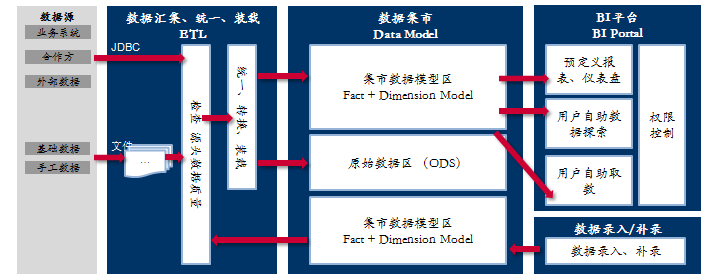 数据源
业务系统
合作方
外部数据
基础数据
手工数据
数据汇案、统一、装载
ETL
JDBC
文件
...
检查 源头数据质量
统一、转换、装载
数据集市
Data Model
集市数据模型区
Fact + Dimension Model
原始数据区 (ODS)
集市数据模型区
Fact + Dimension Model
BI平台
BI Portal
预定义报
表、仪表盘
用户自助数
据探索
用户自助取
数
权限
控制
数据录入/补录
数据录入、补录